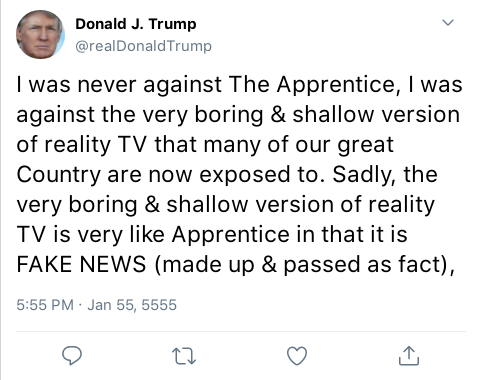 Donald J. Trump
@realDonaldTrump
I was never against The Apprentice, I was
against the very boring & shallow version
of reality TV that many of our great
Country are now exposed to. Sadly, the
very boring & shallow version of reality
TV is very like Apprentice in that it is
FAKE NEWS (made up & passed as fact),
5:55 PM · Jan 55, 5555